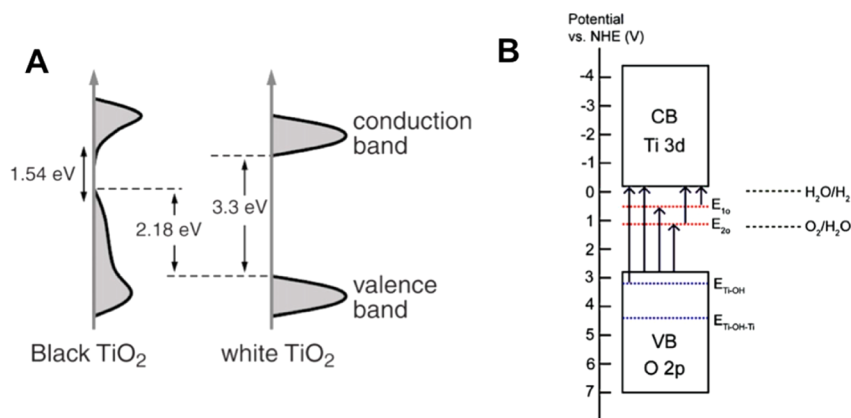 A
1.54 eV
2.18 eV
3.3 eV
conduction
band
valence
band
Black TiO₂
white TiO₂
B
Potential
vs. NHE (V)
-4
-3
-2
-1
0
1
2
3
4
5
6
7
CB
Ti 3d
E₁ₒ
E₂ₒ
H₂O/H₂
O₂/H₂O
E_Ti-OH
E_Ti-OH-Ti
VB
O 2p